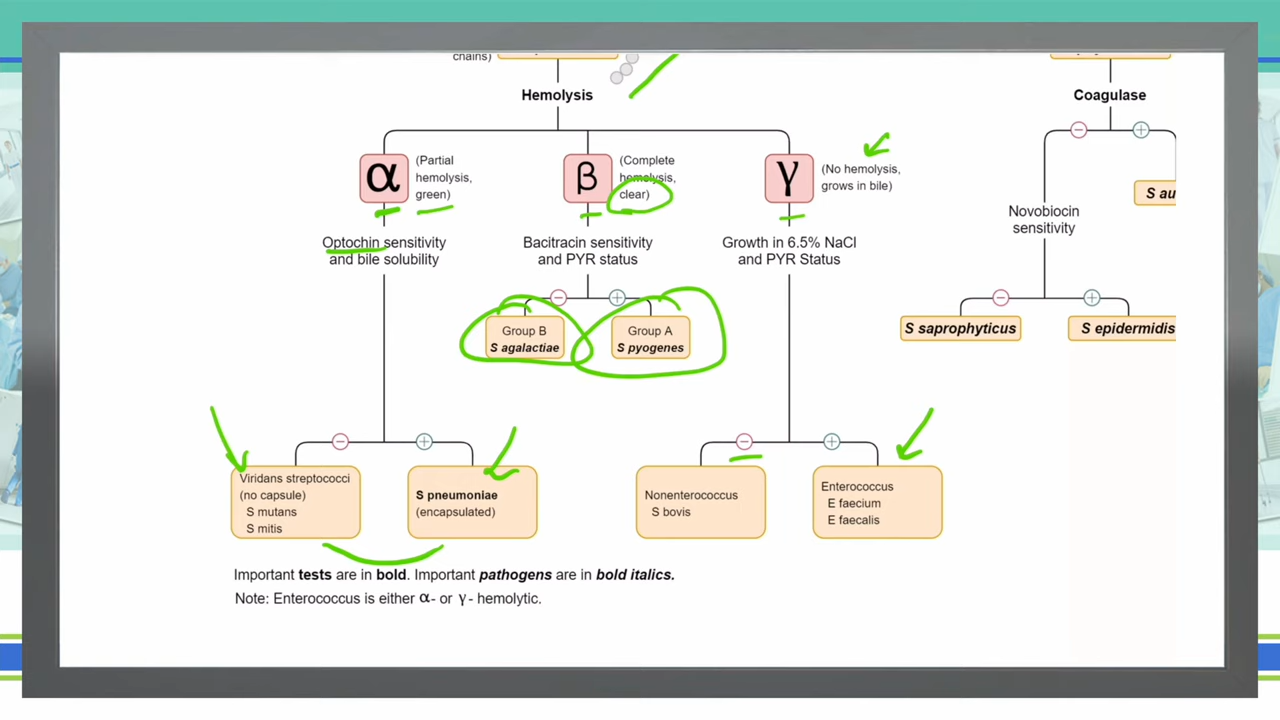 chains)
Hemolysis
Coagulase
α
(Partial
hemolysis,
green)
β
(Complete
hemolysis,
clear)
γ
(No hemolysis,
grows in bile)
S au
Novobiocin
sensitivity
Optochin sensitivity
and bile solubility
Bacitracin sensitivity
and PYR status
Growth in 6.5% NaCl
and PYR Status
Group B
S agalactiae
Group A
S pyogenes
S saprophyticus
S epidermidis
Viridans streptococci
(no capsule)
S mutans
S mitis
S pneumoniae
(encapsulated)
Nonenterococcus
S bovis
Enterococcus
E faecium
E faecalis
Important tests are in bold. Important pathogens are in bold italics.
Note: Enterococcus is either α- or γ- hemolytic.